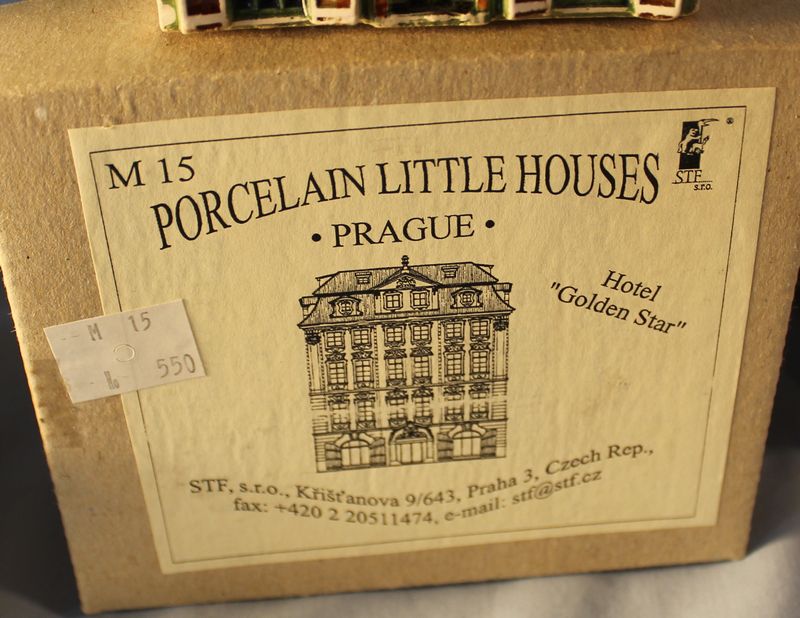 M 15
PORCELAIN LITTLE HOUSES
• PRAGUE •
STF ®
s.r.o.
Hotel
"Golden Star"
STF, s.r.o., Křišťanova 9/643, Praha 3, Czech Rep.,
fax: +420 2 20511474, e-mail: stf@stf.cz
M 15
550